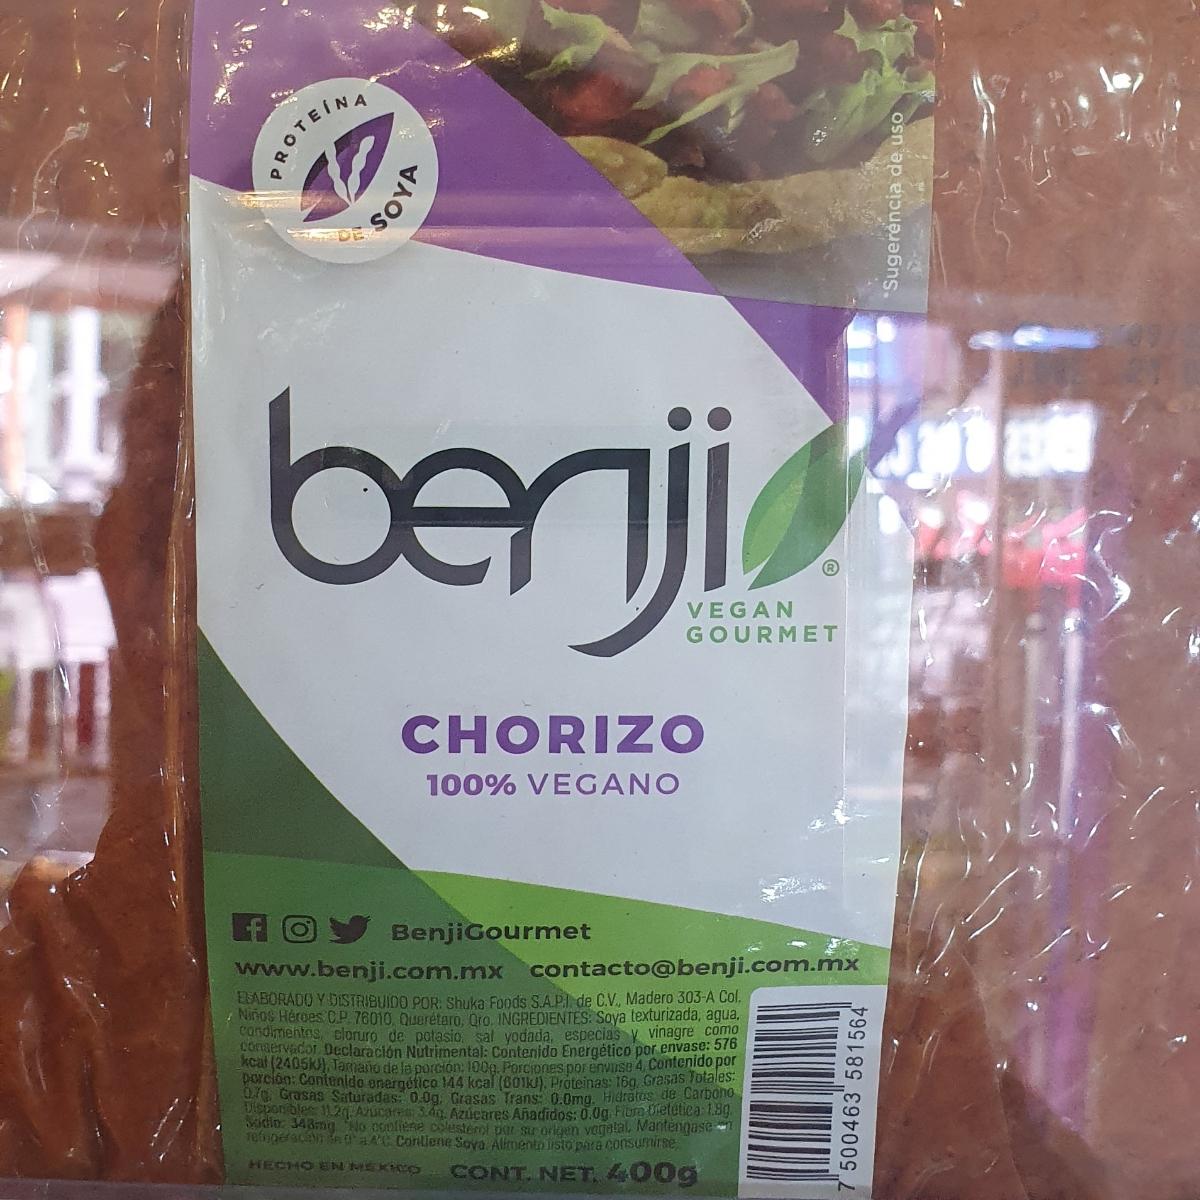 PROTEÍNA
DE SOYA
*Sugerencia de uso
benji
®
VEGAN
GOURMET
CHORIZO
100% VEGANO
BenjiGourmet
www.benji.com.mx contacto@benji.com.mx
ELABORADO Y DISTRIBUIDO POR: Shuka Foods S.A.P.I. de C.V., Madero 303-A Col.
Niños Héroes C.P. 76010, Querétaro, Qro. INGREDIENTES: Soya texturizada, agua,
condimentos, cloruro de potasio, sal yodada, especias y vinagre como
conservador. Declaración Nutrimental: Contenido Energético por envase: 576
kcal (2405kJ), Tamaño de la porción: 100g, Porciones por envase 4, Contenido por
porción: Contenido energético 144 kcal (601kJ), Proteínas: 16g, Grasas Totales:
0.7g, Grasas Saturadas: 0.0g, Grasas Trans: 0.0mg, Hidratos de Carbono
Disponibles: 11.2g, Azúcares: 3.4g, Azúcares Añadidos: 0.0g, Fibra Dietética: 1.8g,
Sodio: 348mg. *No contiene colesterol por su origen vegetal. Manténgase en
refrigeración de 0° a 4°C. Contiene Soya. Alimento listo para consumirse.
HECHO EN MÉXICO CONT. NET. 400g
7 500463 581564